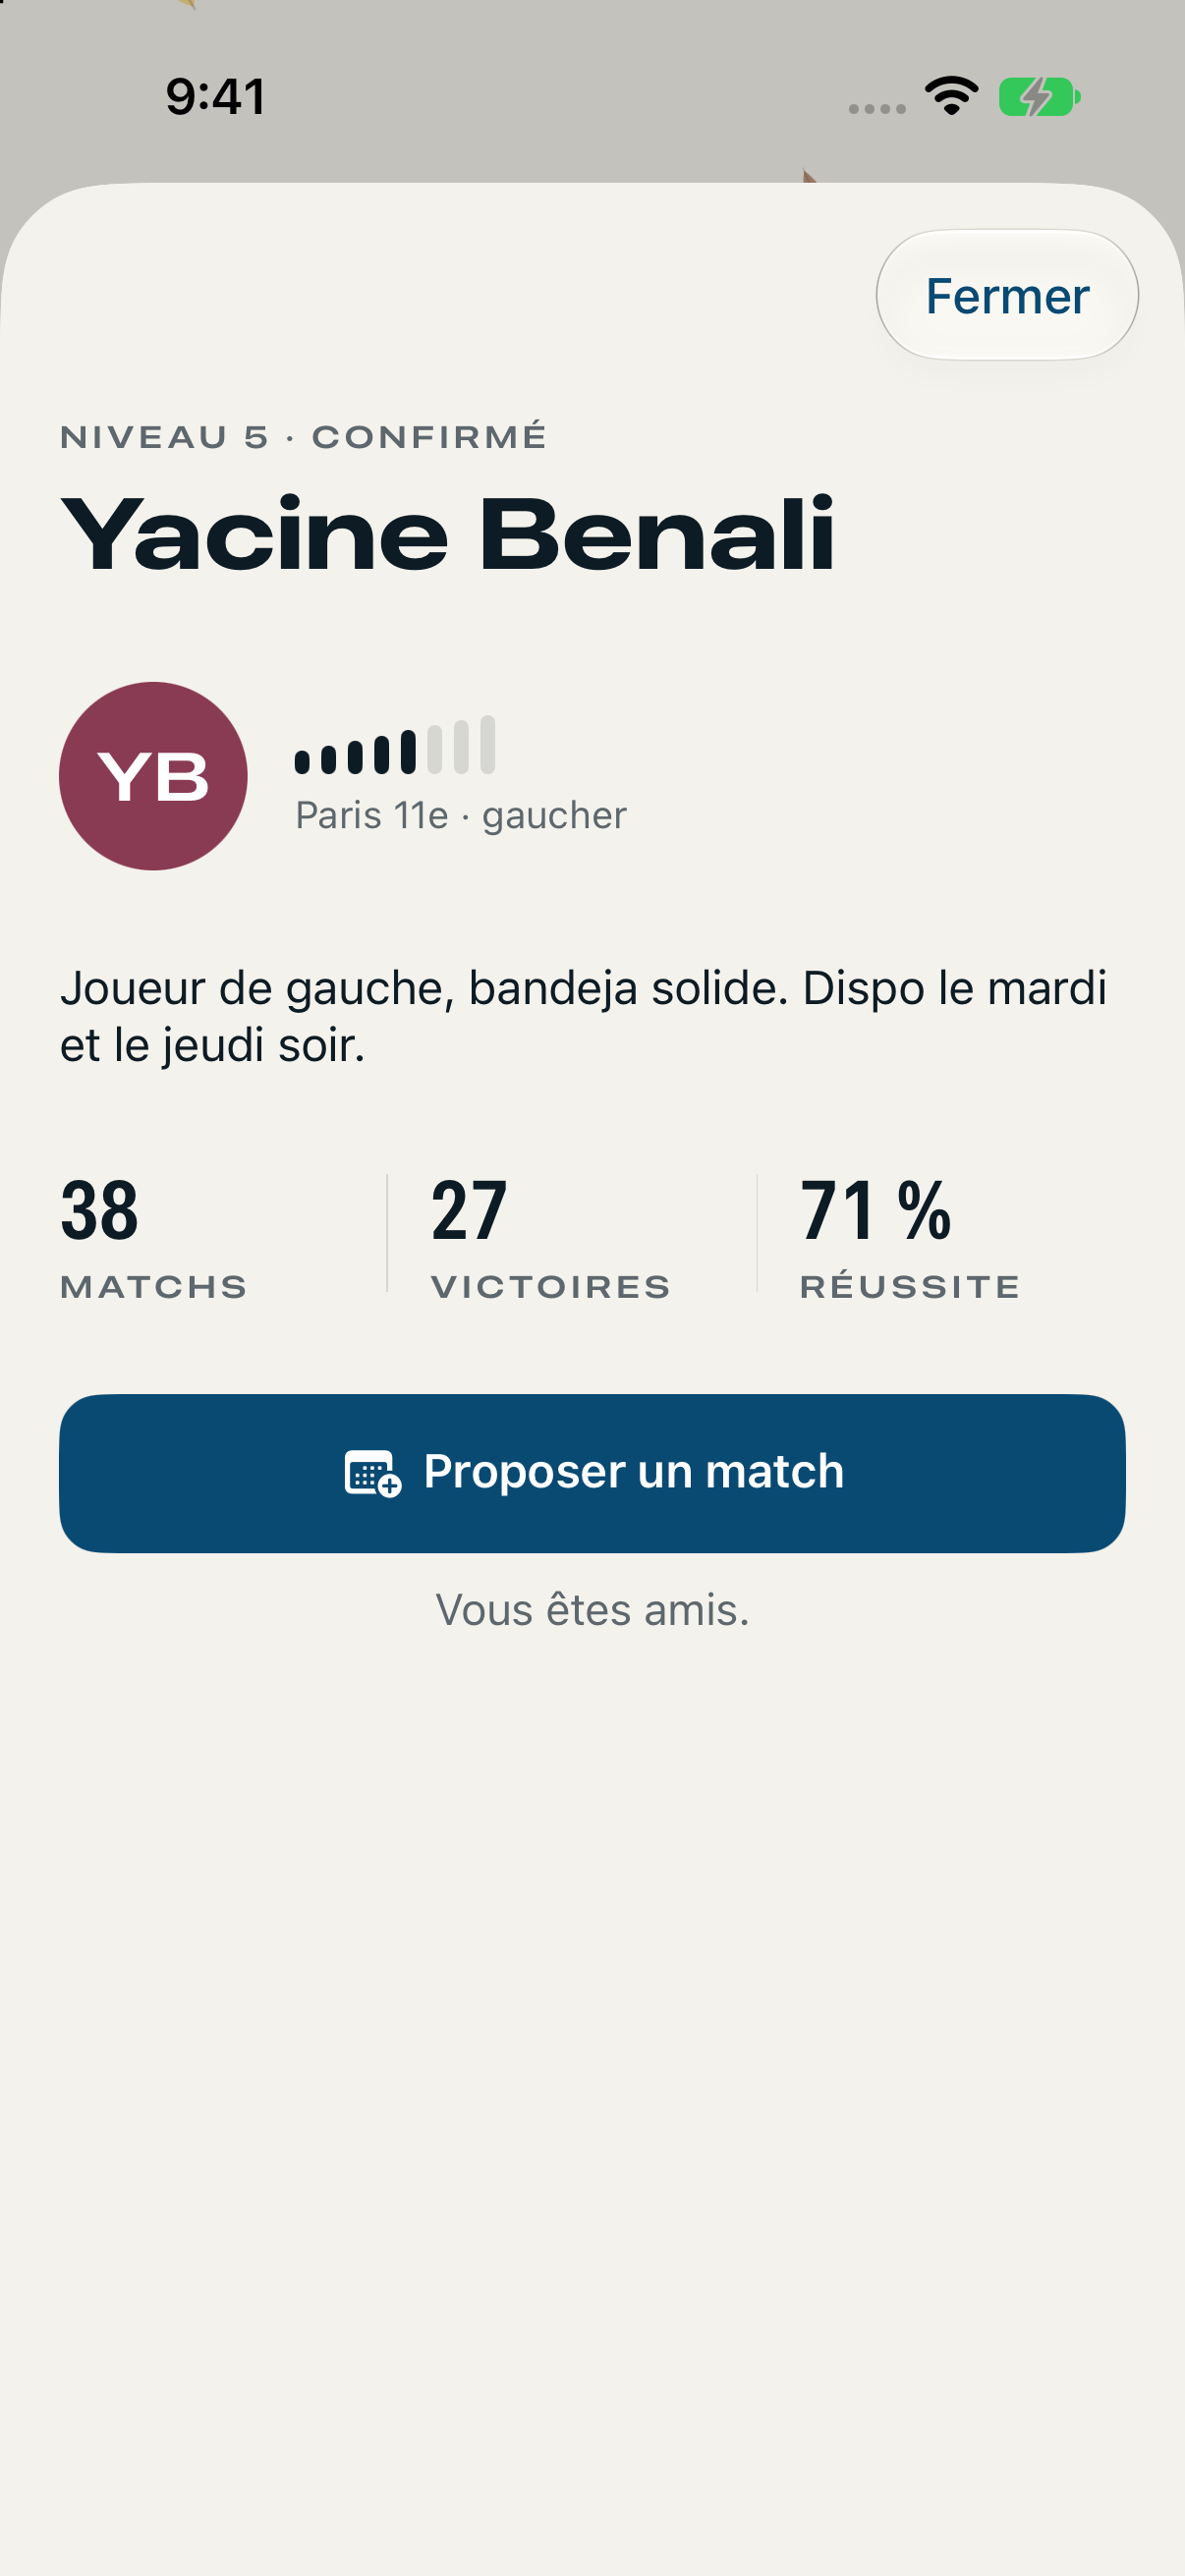 9:41
Fermer
NIVEAU 5 · CONFIRMÉ
Yacine Benali
YB
Paris 11e · gaucher
Joueur de gauche, bandeja solide. Dispo le mardi
et le jeudi soir.
38 27 71 %
MATCHS VICTOIRES RÉUSSITE
Proposer un match
Vous êtes amis.